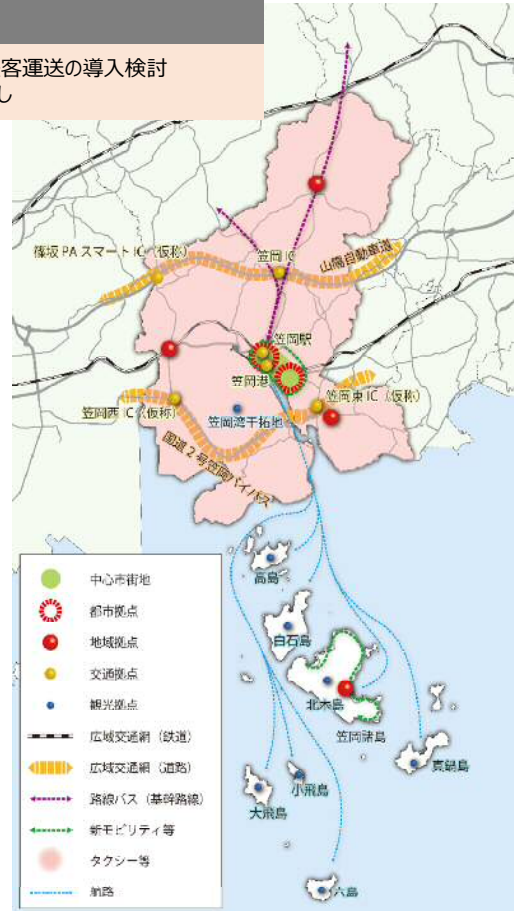 客運送の導入検討
し
篠坂PAスマートIC（仮称）
笠岡IC
山陽自動車道
笠岡駅
笠岡港
笠岡西IC（仮称）
笠岡湾干拓地
笠岡東IC（仮称）
国道2号笠岡バイパス
高島
白石島
北木島
笠岡諸島
真鍋島
小飛島
大飛島
六島
中心市街地
都市拠点
地域拠点
交通拠点
観光拠点
広域交通網（鉄道）
広域交通網（道路）
路線バス（基幹路線）
新モビリティ等
タクシー等
航路